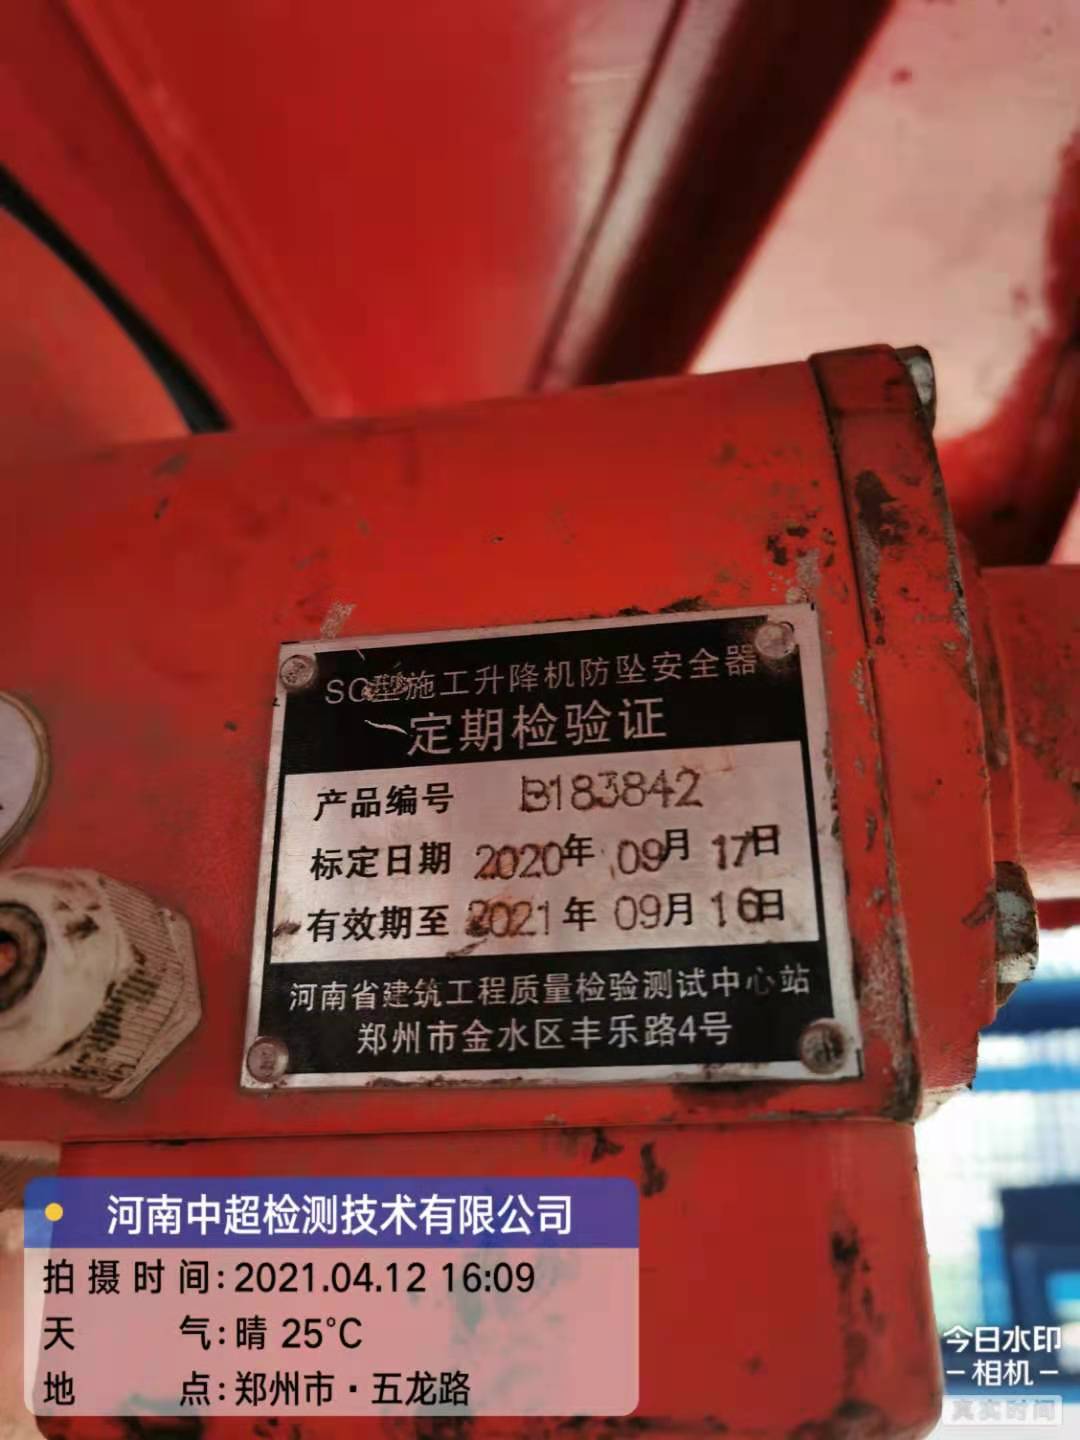 SC型施工升降机防坠安全器
定期检验证
产品编号 B183842
标定日期 2020年 09月 17日
有效期至 2021年 09月 16日
河南省建筑工程质量检验测试中心站
郑州市金水区丰乐路4号
河南中超检测技术有限公司
拍摄时间:2021.04.12 16:09
天 气:晴 25℃
地 点:郑州市·五龙路
今日水印
-相机-
真实时间